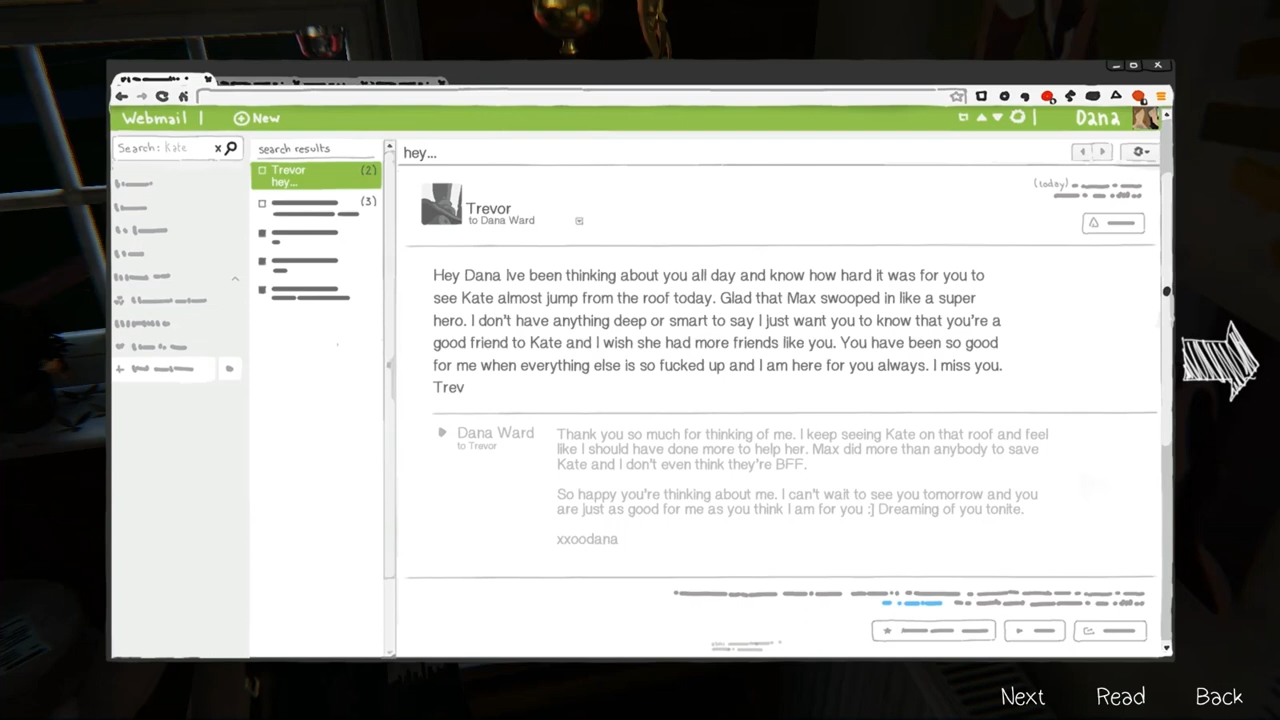 Webmail |
New
Dana
Search: Kate x
search results
hey...
Trevor (2)
hey...
(3)
(today)
Trevor
to Dana Ward
Hey Dana Ive been thinking about you all day and know how hard it was for you to
see Kate almost jump from the roof today. Glad that Max swooped in like a super
hero. I don't have anything deep or smart to say I just want you to know that you're a
good friend to Kate and I wish she had more friends like you. You have been so good
for me when everything else is so fucked up and I am here for you always. I miss you.
Trev
Dana Ward
to Trevor
Thank you so much for thinking of me. I keep seeing Kate on that roof and feel
like I should have done more to help her. Max did more than anybody to save
Kate and I don't even think they're BFF.
So happy you're thinking about me. I can't wait to see you tomorrow and you
are just as good for me as you think I am for you :] Dreaming of you tonite.
xxoodana
Next Read Back